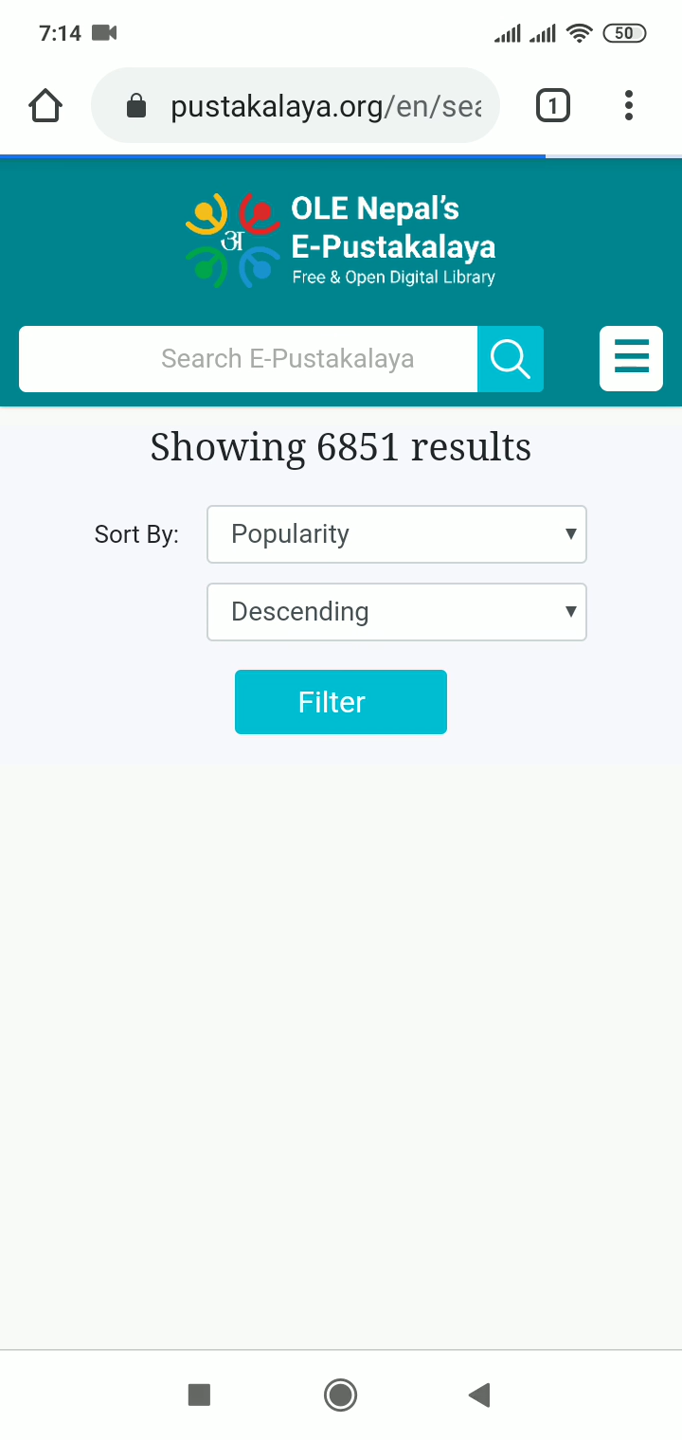 7:14
50
pustakalaya.org/en/sea
1
OLE Nepal's
अ
E-Pustakalaya
Free & Open Digital Library
Search E-Pustakalaya
Showing 6851 results
Sort By: Popularity
Descending
Filter